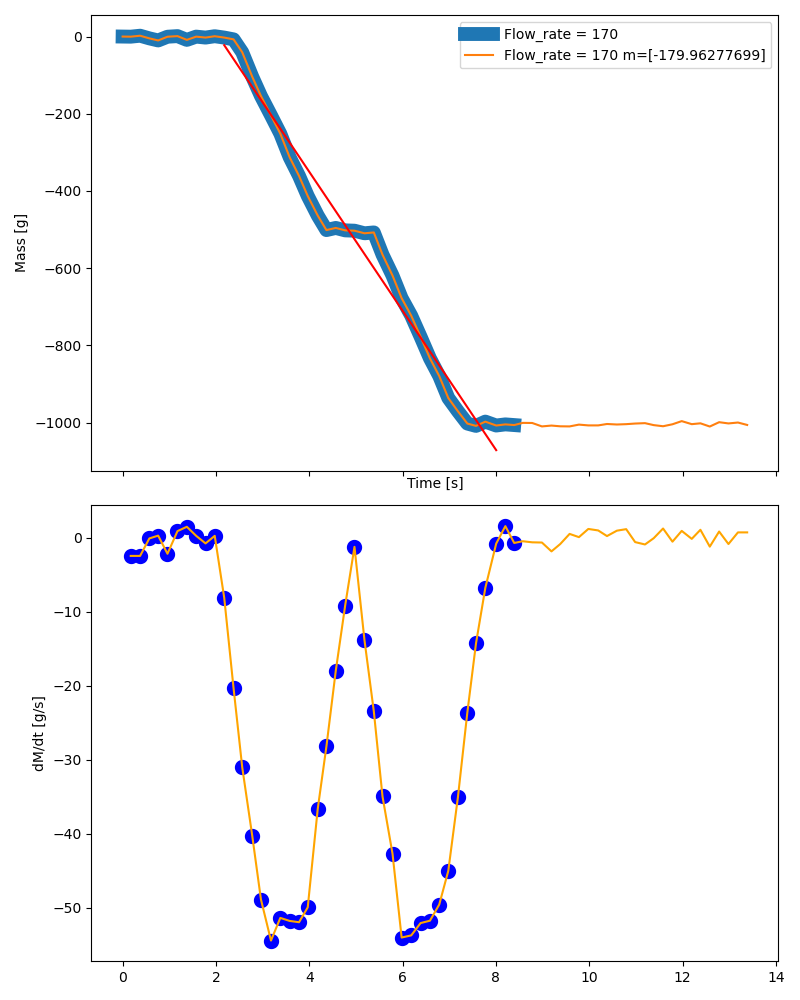 Flow_rate = 170
Flow_rate = 170 m=[-179.96277699]
0
−200
−400
−600
−800
−1000
Mass [g]
Time [s]
0
−10
−20
−30
−40
−50
dM/dt [g/s]
0 2 4 6 8 10 12 14